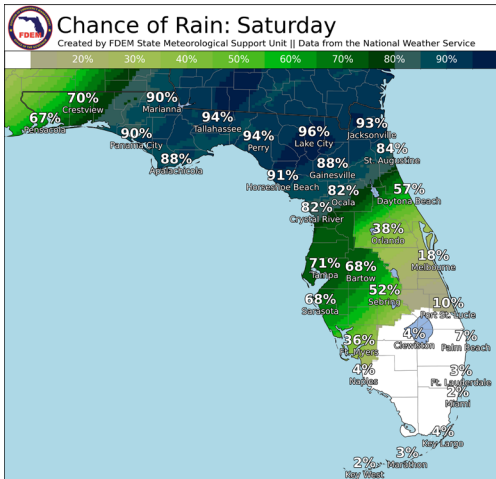 FDEM
Chance of Rain: Saturday
Created by FDEM State Meteorological Support Unit || Data from the National Weather Service
20% 30% 40% 50% 60% 70% 80% 90%
70%
Crestview
67%
Pensacola
90%
Marianna
90%
Panama City
88%
Apalachicola
94%
Tallahassee
94%
Perry
96%
Lake City
93%
Jacksonville
84%
St. Augustine
88%
Gainesville
91%
Horseshoe Beach
82%
Ocala
82%
Crystal River
57%
Daytona Beach
38%
Orlando
18%
Melbourne
71%
Tampa
68%
Bartow
52%
Sebring
68%
Sarasota
10%
Port St. Lucie
36%
Ft. Myers
4%
Clewiston
7%
Palm Beach
4%
Naples
3%
Ft. Lauderdale
2%
Miami
4%
Key Largo
3%
Marathon
2%
Key West